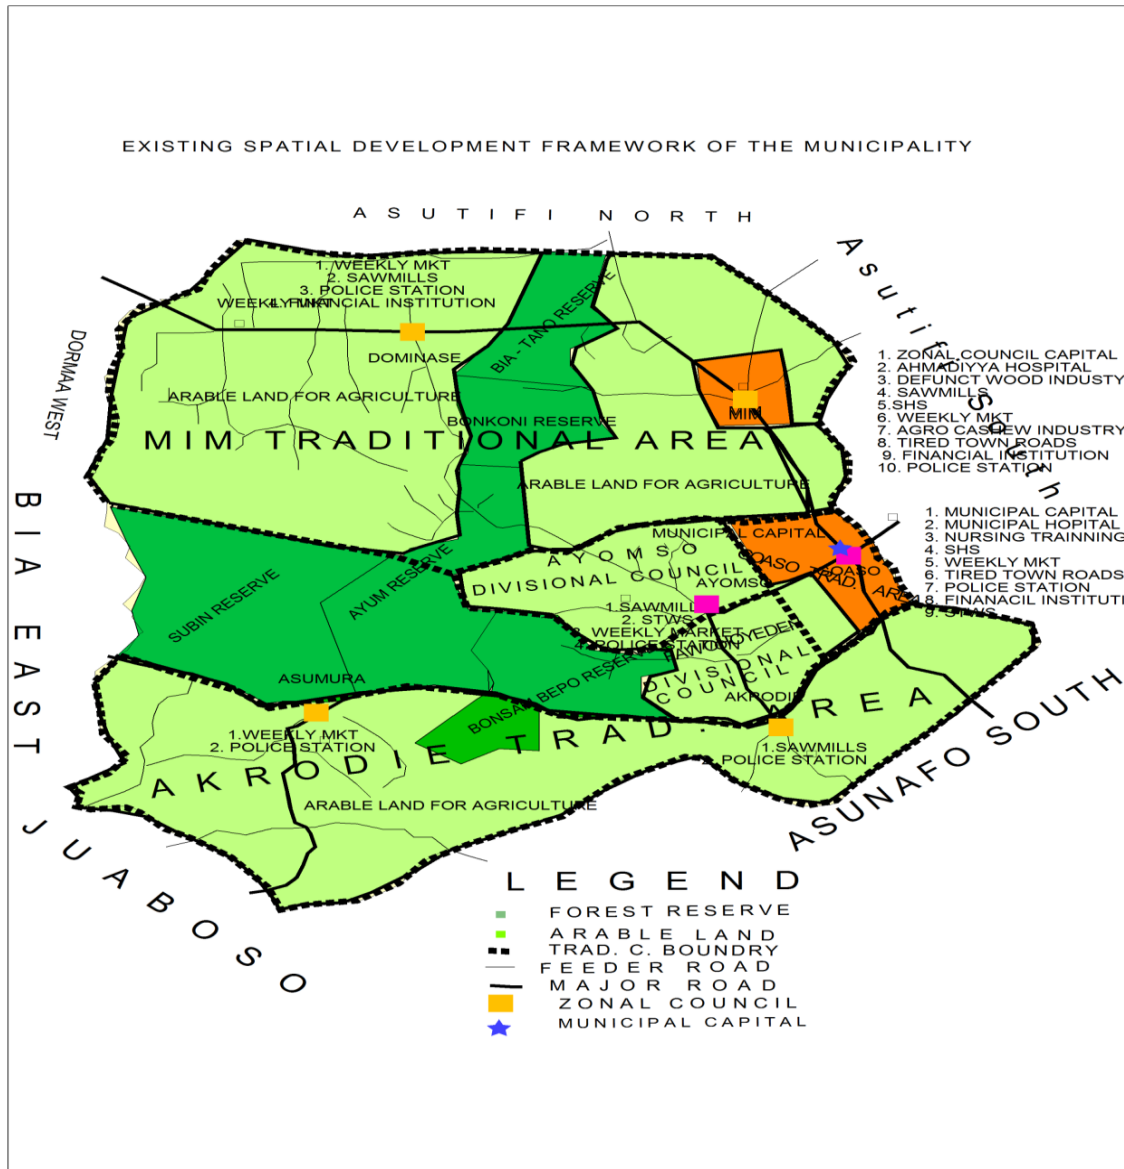 EXISTING SPATIAL DEVELOPMENT FRAMEWORK OF THE MUNICIPALITY
ASUTIFI NORTH
Asutifi South
DORMAA WEST
BIA EAST
JUABOSO
ASUNAFO SOUTH
1. WEEKLY MKT
2. SAWMILLS
3. POLICE STATION
4. FINANCIAL INSTITUTION
WEEKLY MKT
DOMINASE
BIA - TANO RESERVE
ARABLE LAND FOR AGRICULTURE
BONKONI RESERVE
MIM TRADITIONAL AREA
MIM
ARABLE LAND FOR AGRICULTURE
1. ZONAL COUNCIL CAPITAL
2. AHMADIYYA HOSPITAL
3. DEFUNCT WOOD INDUSTY
4. SAWMILLS
5.SHS
6. WEEKLY MKT
7. AGRO CASHEW INDUSTRY
8. TIRED TOWN ROADS
9. FINANCIAL INSTITUTION
10. POLICE STATION
1. MUNICIPAL CAPITAL
2. MUNICIPAL HOPITAL
3. NURSING TRAINNING
4. SHS
5. WEEKLY MKT
6. TIRED TOWN ROADS
7. POLICE STATION
8. FINANACIL INSTITUTI
9. STWS
MUNICIPAL CAPITAL
GOASO
GOASO TRAD. AREA
AYOMSO
DIVISIONAL COUNCIL
AYOMSO
1.SAWMILL
2. STWS
3. WEEKLY MARKET
4. POLICE STATION
DIVISIONAL
COUNCIL
AKRODIE
SUBIN RESERVE
AYUM RESERVE
BONSAM BEPO RESERVE
ASUMURA
1.WEEKLY MKT
2. POLICE STATION
AKRODIE TRAD. AREA
1.SAWMILLS
2. POLICE STATION
ARABLE LAND FOR AGRICULTURE
LEGEND
FOREST RESERVE
ARABLE LAND
TRAD. C. BOUNDRY
FEEDER ROAD
MAJOR ROAD
ZONAL COUNCIL
MUNICIPAL CAPITAL